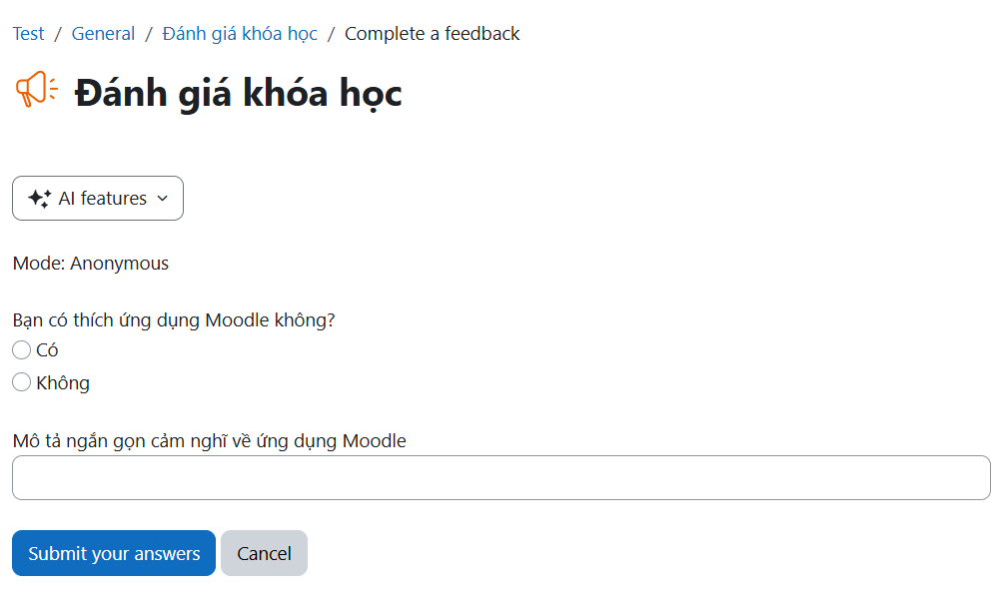 Test / General / Đánh giá khóa học / Complete a feedback
Đánh giá khóa học
AI features
Mode: Anonymous
Bạn có thích ứng dụng Moodle không?
Có
Không
Mô tả ngắn gọn cảm nghĩ về ứng dụng Moodle
Submit your answers Cancel